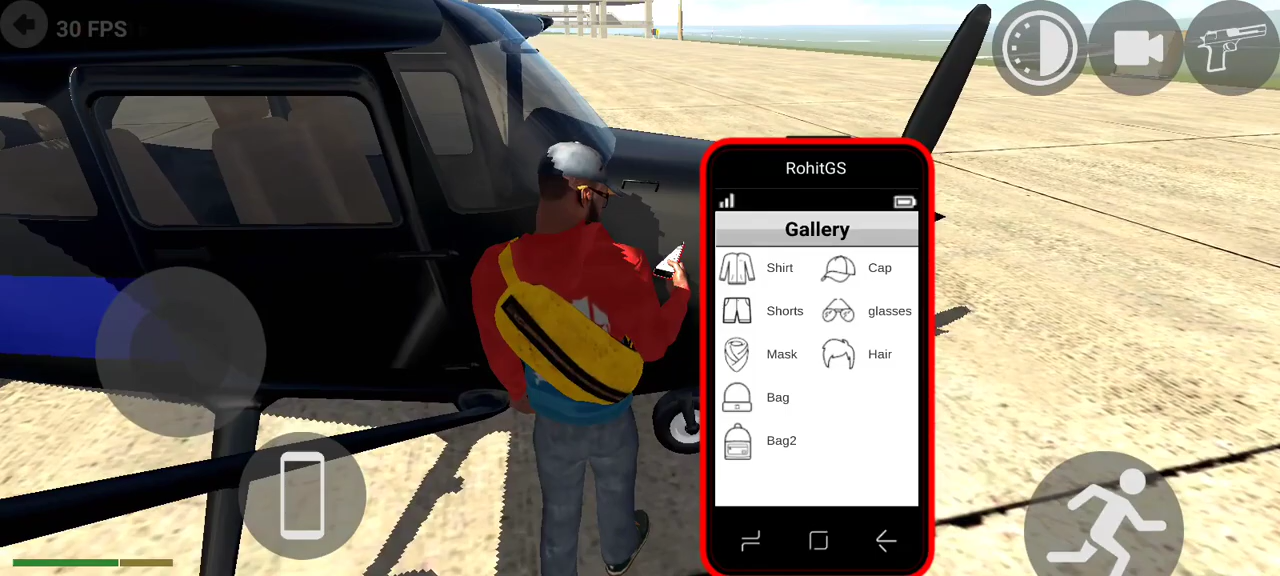 30 FPS
RohitGS
Gallery
Shirt Cap
Shorts glasses
Mask Hair
Bag
Bag2